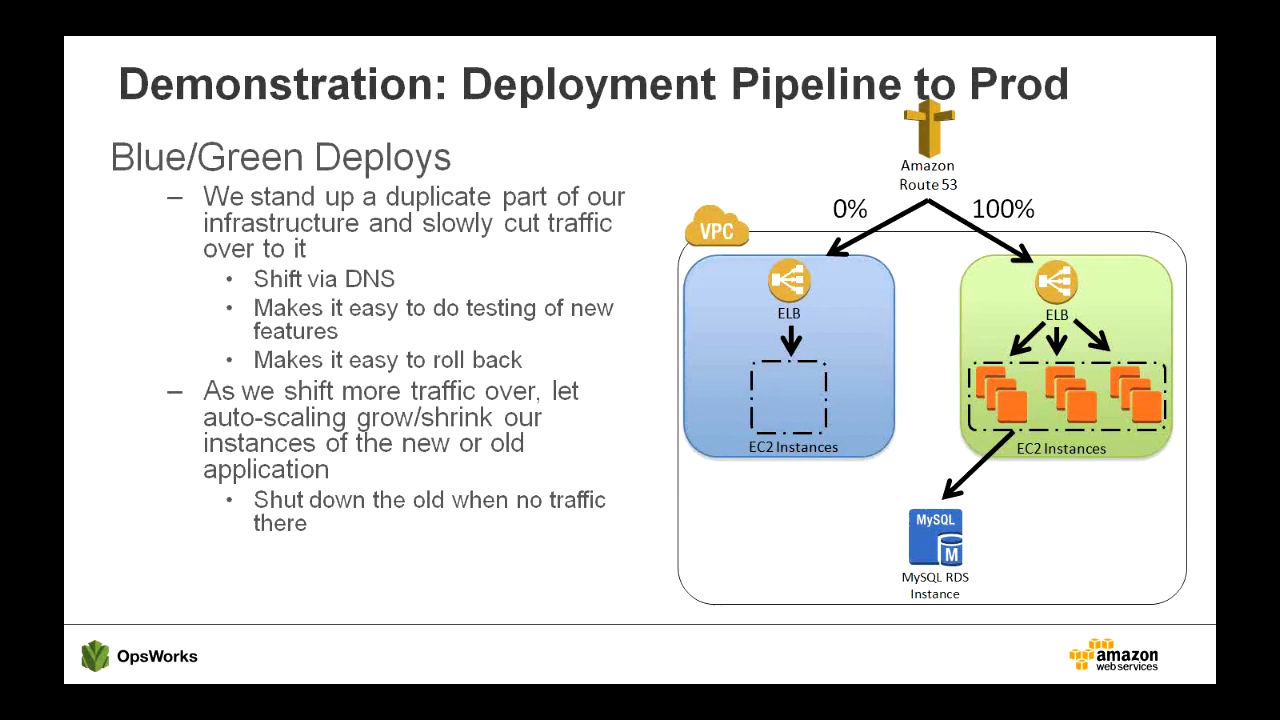 Demonstration: Deployment Pipeline to Prod
Blue/Green Deploys
– We stand up a duplicate part of our
infrastructure and slowly cut traffic
over to it
• Shift via DNS
• Makes it easy to do testing of new
features
• Makes it easy to roll back
– As we shift more traffic over, let
auto-scaling grow/shrink our
instances of the new or old
application
• Shut down the old when no traffic
there
Amazon
Route 53
0%
100%
VPC
ELB
EC2 Instances
ELB
EC2 Instances
MySQL
M
MySQL RDS
Instance
OpsWorks
amazon
web services